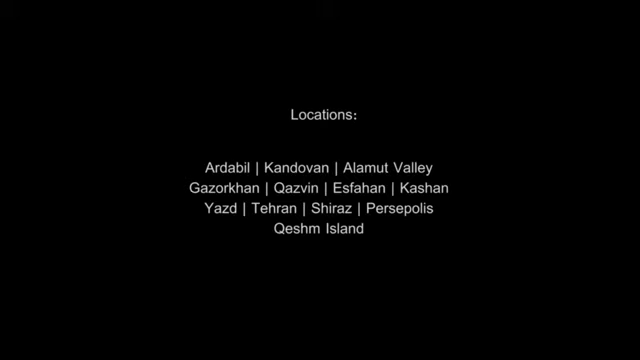 Locations:
Ardabil | Kandovan | Alamut Valley
Gazorkhan | Qazvin | Esfahan | Kashan
Yazd | Tehran | Shiraz | Persepolis
Qeshm Island